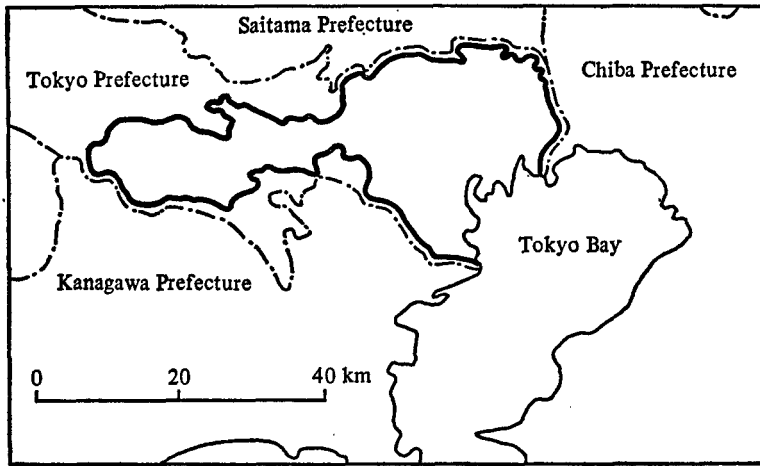 Saitama Prefecture
Tokyo Prefecture
Chiba Prefecture
Tokyo Bay
Kanagawa Prefecture
0 20 40 km